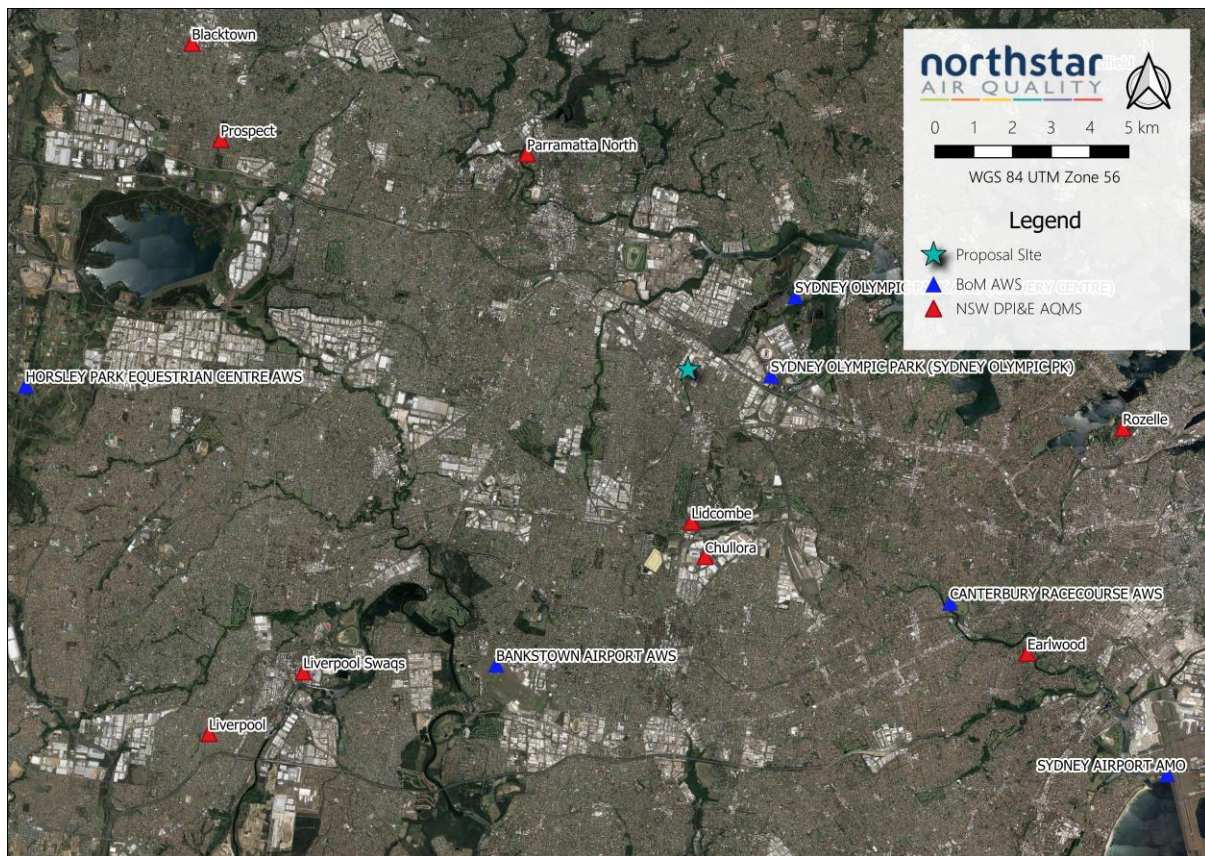 Blacktown
Prospect
Parramatta North
northstar
AIR QUALITY
0 1 2 3 4 5 km
WGS 84 UTM Zone 56
Legend
Proposal SIte
BoM AWS
NSW DPI&E AQMS
SYDNEY OLYMPIC
HORSLEY PARK EQUESTRIAN CENTRE AWS
SYDNEY OLYMPIC PARK (SYDNEY OLYMPIC PK)
Rozelle
Lidcombe
Chullora
CANTERBURY RACECOURSE AWS
Earlwood
BANKSTOWN AIRPORT AWS
Liverpool Swaqs
Liverpool
SYDNEY AIRPORT AMO